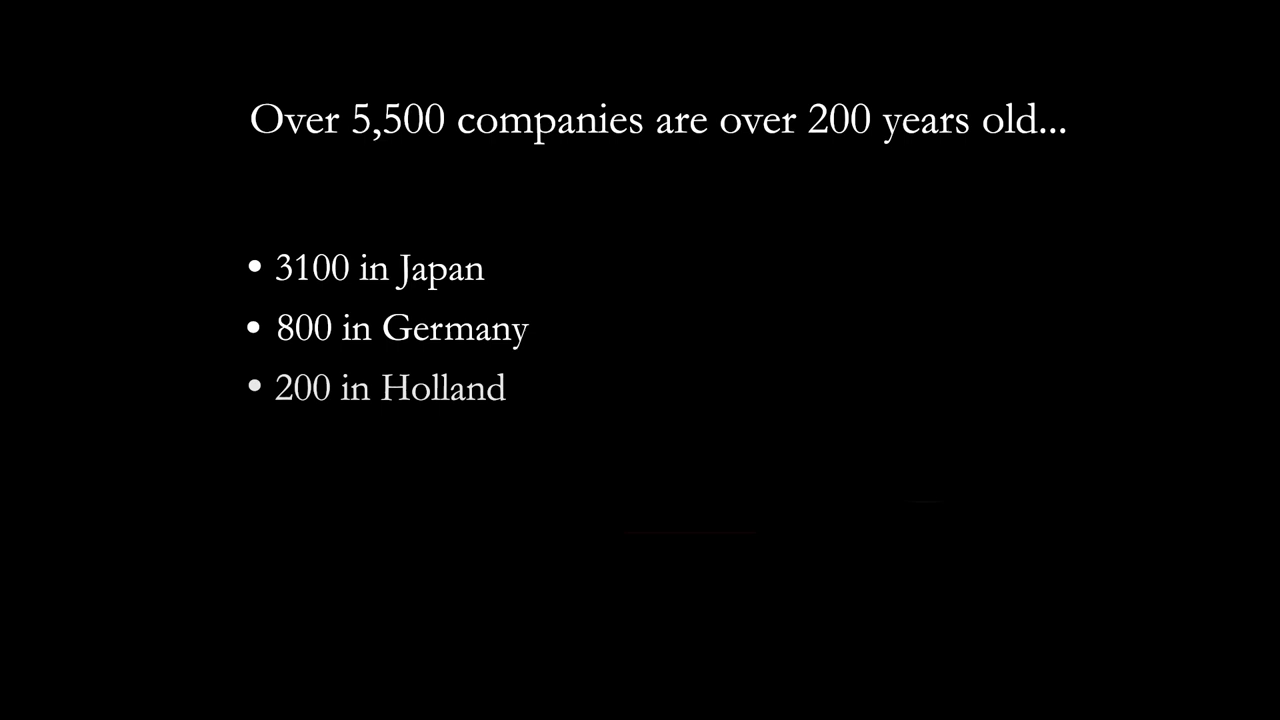 Over 5,500 companies are over 200 years old...
• 3100 in Japan
• 800 in Germany
• 200 in Holland